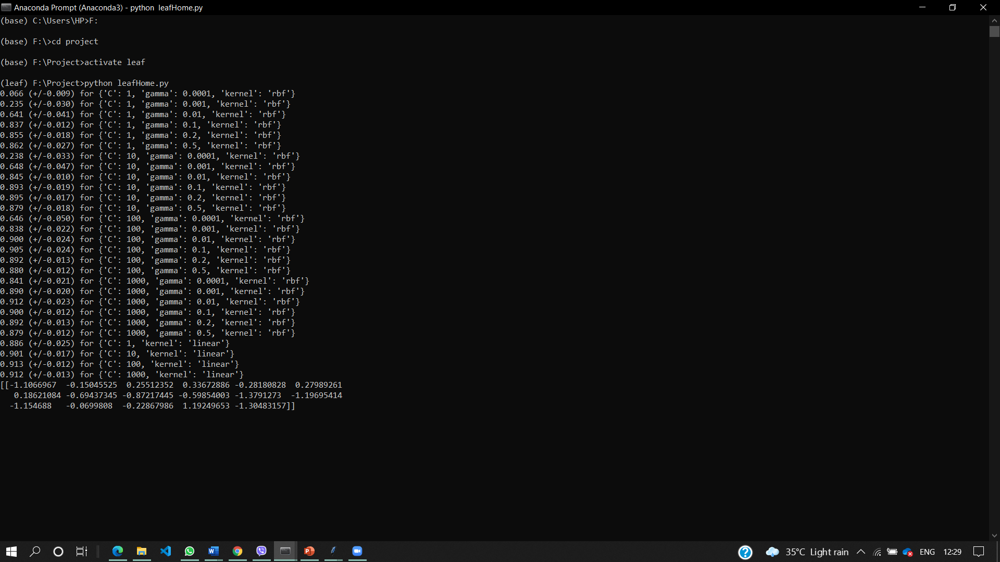 Anaconda Prompt (Anaconda3) - python  leafHome.py
(base) C:\Users\HP>F:
(base) F:\>cd project
(base) F:\Project>activate leaf
(leaf) F:\Project>python leafHome.py
0.066 (+/-0.009) for {'C': 1, 'gamma': 0.0001, 'kernel': 'rbf'}
0.235 (+/-0.030) for {'C': 1, 'gamma': 0.001, 'kernel': 'rbf'}
0.641 (+/-0.041) for {'C': 1, 'gamma': 0.01, 'kernel': 'rbf'}
0.837 (+/-0.012) for {'C': 1, 'gamma': 0.1, 'kernel': 'rbf'}
0.855 (+/-0.018) for {'C': 1, 'gamma': 0.2, 'kernel': 'rbf'}
0.862 (+/-0.027) for {'C': 1, 'gamma': 0.5, 'kernel': 'rbf'}
0.238 (+/-0.033) for {'C': 10, 'gamma': 0.0001, 'kernel': 'rbf'}
0.648 (+/-0.047) for {'C': 10, 'gamma': 0.001, 'kernel': 'rbf'}
0.845 (+/-0.010) for {'C': 10, 'gamma': 0.01, 'kernel': 'rbf'}
0.893 (+/-0.019) for {'C': 10, 'gamma': 0.1, 'kernel': 'rbf'}
0.895 (+/-0.017) for {'C': 10, 'gamma': 0.2, 'kernel': 'rbf'}
0.879 (+/-0.018) for {'C': 10, 'gamma': 0.5, 'kernel': 'rbf'}
0.646 (+/-0.050) for {'C': 100, 'gamma': 0.0001, 'kernel': 'rbf'}
0.838 (+/-0.022) for {'C': 100, 'gamma': 0.001, 'kernel': 'rbf'}
0.900 (+/-0.024) for {'C': 100, 'gamma': 0.01, 'kernel': 'rbf'}
0.905 (+/-0.024) for {'C': 100, 'gamma': 0.1, 'kernel': 'rbf'}
0.892 (+/-0.013) for {'C': 100, 'gamma': 0.2, 'kernel': 'rbf'}
0.880 (+/-0.012) for {'C': 100, 'gamma': 0.5, 'kernel': 'rbf'}
0.841 (+/-0.021) for {'C': 1000, 'gamma': 0.0001, 'kernel': 'rbf'}
0.890 (+/-0.020) for {'C': 1000, 'gamma': 0.001, 'kernel': 'rbf'}
0.912 (+/-0.023) for {'C': 1000, 'gamma': 0.01, 'kernel': 'rbf'}
0.900 (+/-0.012) for {'C': 1000, 'gamma': 0.1, 'kernel': 'rbf'}
0.892 (+/-0.013) for {'C': 1000, 'gamma': 0.2, 'kernel': 'rbf'}
0.879 (+/-0.012) for {'C': 1000, 'gamma': 0.5, 'kernel': 'rbf'}
0.886 (+/-0.025) for {'C': 1, 'kernel': 'linear'}
0.901 (+/-0.017) for {'C': 10, 'kernel': 'linear'}
0.913 (+/-0.012) for {'C': 100, 'kernel': 'linear'}
0.912 (+/-0.013) for {'C': 1000, 'kernel': 'linear'}
[[-1.1066967  -0.15045525  0.25512352  0.33672886 -0.28180828  0.27989261
   0.18621084 -0.69437345 -0.87217445 -0.59854003 -1.3791273  -1.19695414
  -1.154688   -0.0699808  -0.22867986  1.19249653 -1.30483157]]
35°C Light rain ENG 12:29